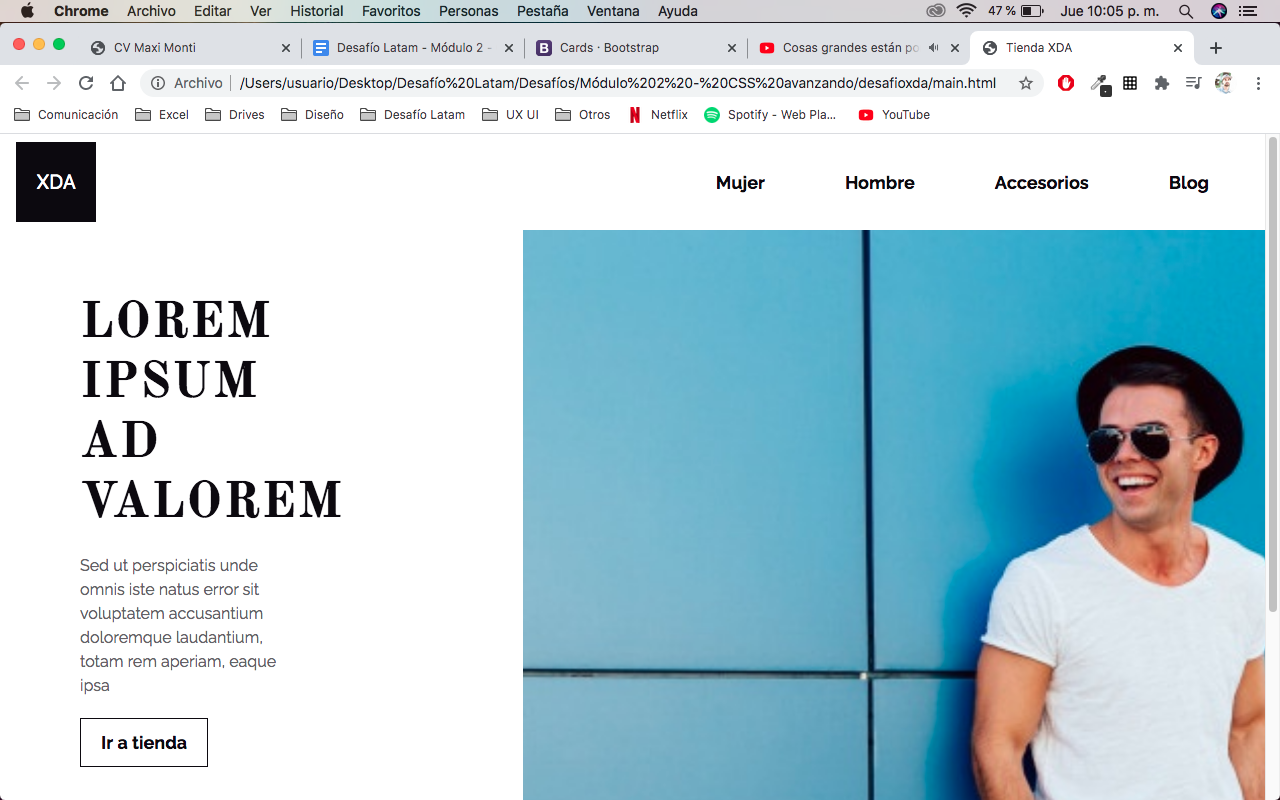 Chrome Archivo Editar Ver Historial Favoritos Personas Pestaña Ventana Ayuda 47 % Jue 10:05 p. m.
CV Maxi Monti Desafío Latam - Módulo 2 - B Cards · Bootstrap Cosas grandes están po Tienda XDA
Archivo /Users/usuario/Desktop/Desafío%20Latam/Desafíos/Módulo%202%20-%20CSS%20avanzando/desafioxda/main.html
Comunicación Excel Drives Diseño Desafío Latam UX UI Otros Netflix Spotify - Web Pla... YouTube
XDA Mujer Hombre Accesorios Blog
LOREM
IPSUM
AD
VALOREM
Sed ut perspiciatis unde
omnis iste natus error sit
voluptatem accusantium
doloremque laudantium,
totam rem aperiam, eaque
ipsa
Ir a tienda